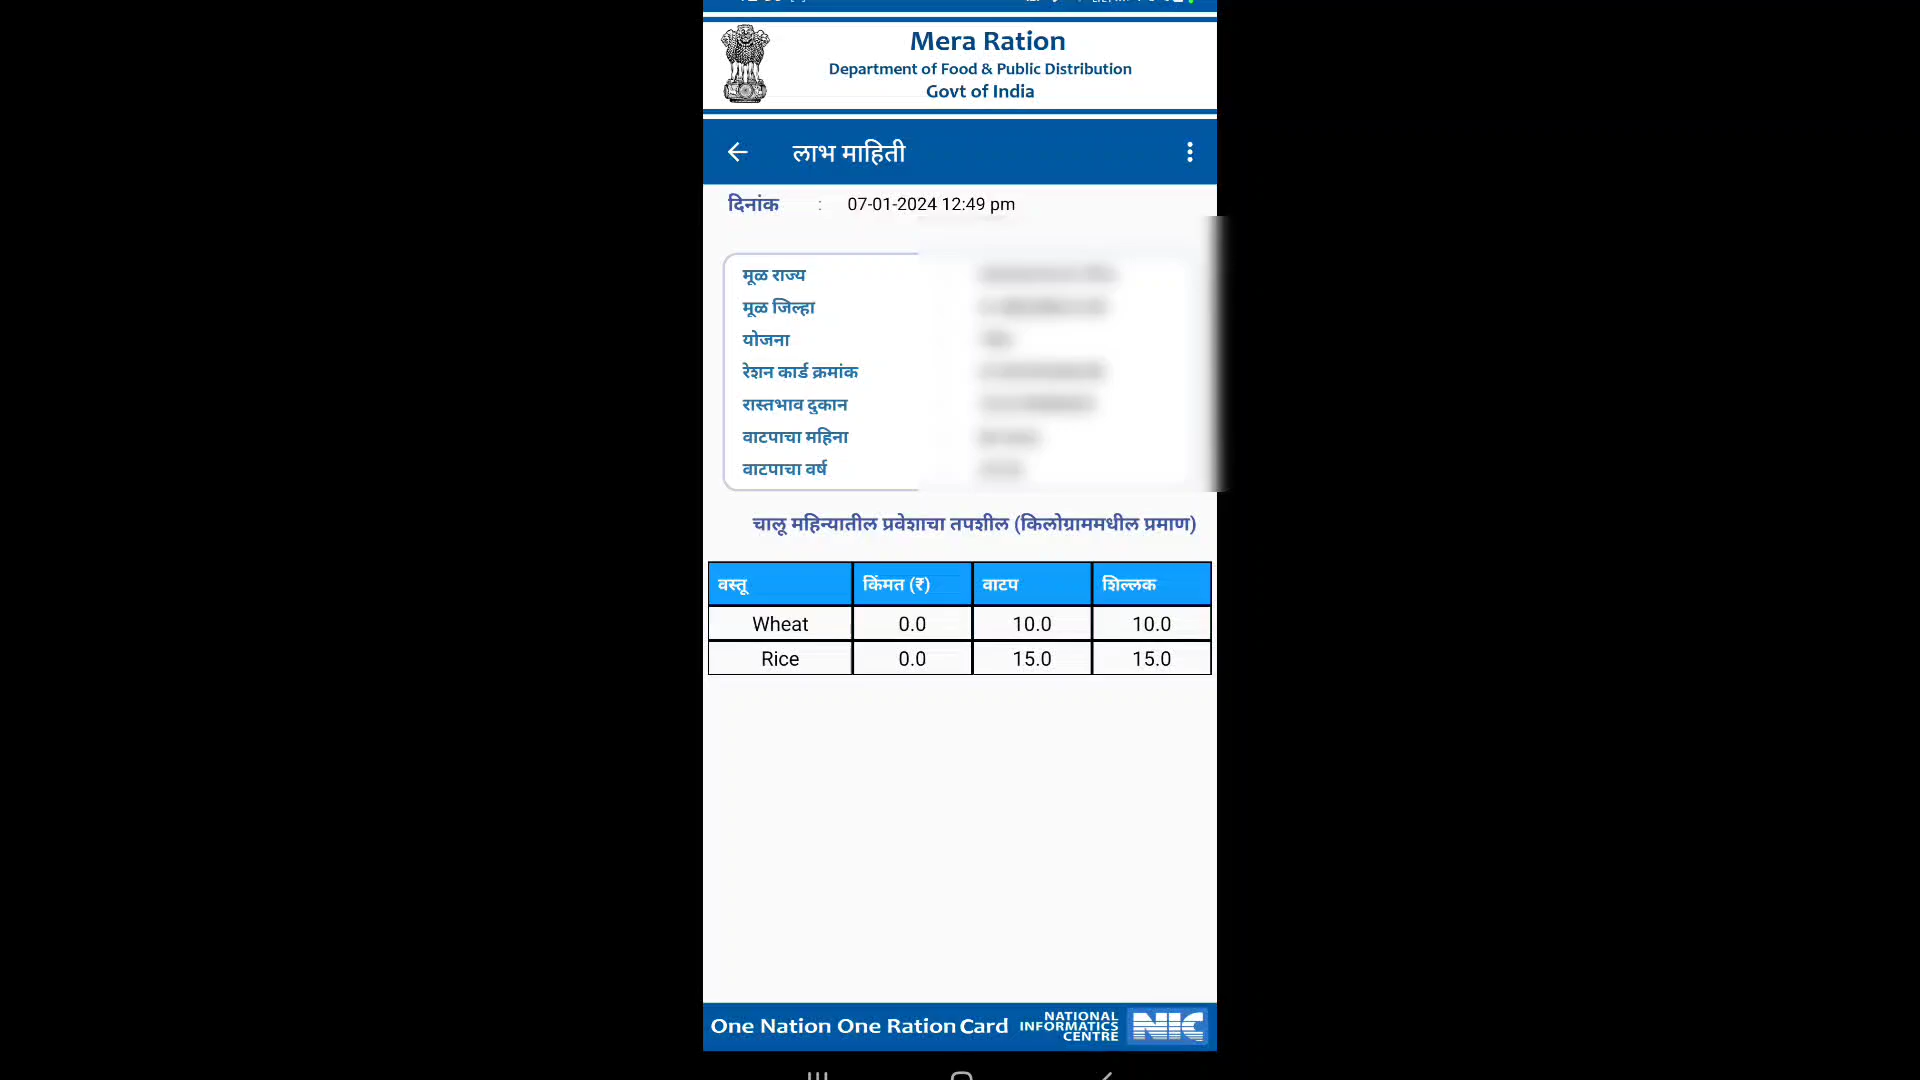 Mera Ration
Department of Food & Public Distribution
Govt of India
लाभ माहिती
दिनांक : 07-01-2024 12:49 pm
मूळ राज्य
मूळ जिल्हा
योजना
रेशन कार्ड क्रमांक
रास्तभाव दुकान
वाटपाचा महिना
वाटपाचा वर्ष
चालू महिन्यातील प्रवेशाचा तपशील (किलोग्राममधील प्रमाण)
वस्तू किंमत (₹) वाटप शिल्लक
Wheat 0.0 10.0 10.0
Rice 0.0 15.0 15.0
One Nation One Ration Card
NATIONAL
INFORMATICS
CENTRE
NIC